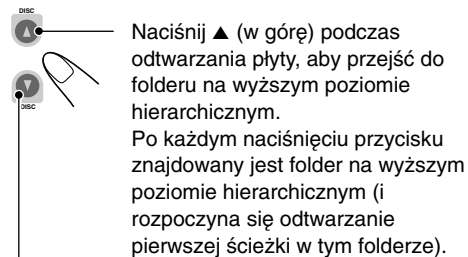 DISC
Naciśnij ▲ (w górę) podczas
odtwarzania płyty, aby przejść do
folderu na wyższym poziomie
hierarchicznym.
Po każdym naciśnięciu przycisku
znajdowany jest folder na wyższym
poziomie hierarchicznym (i
rozpoczyna się odtwarzanie
pierwszej ścieżki w tym folderze).
DISC